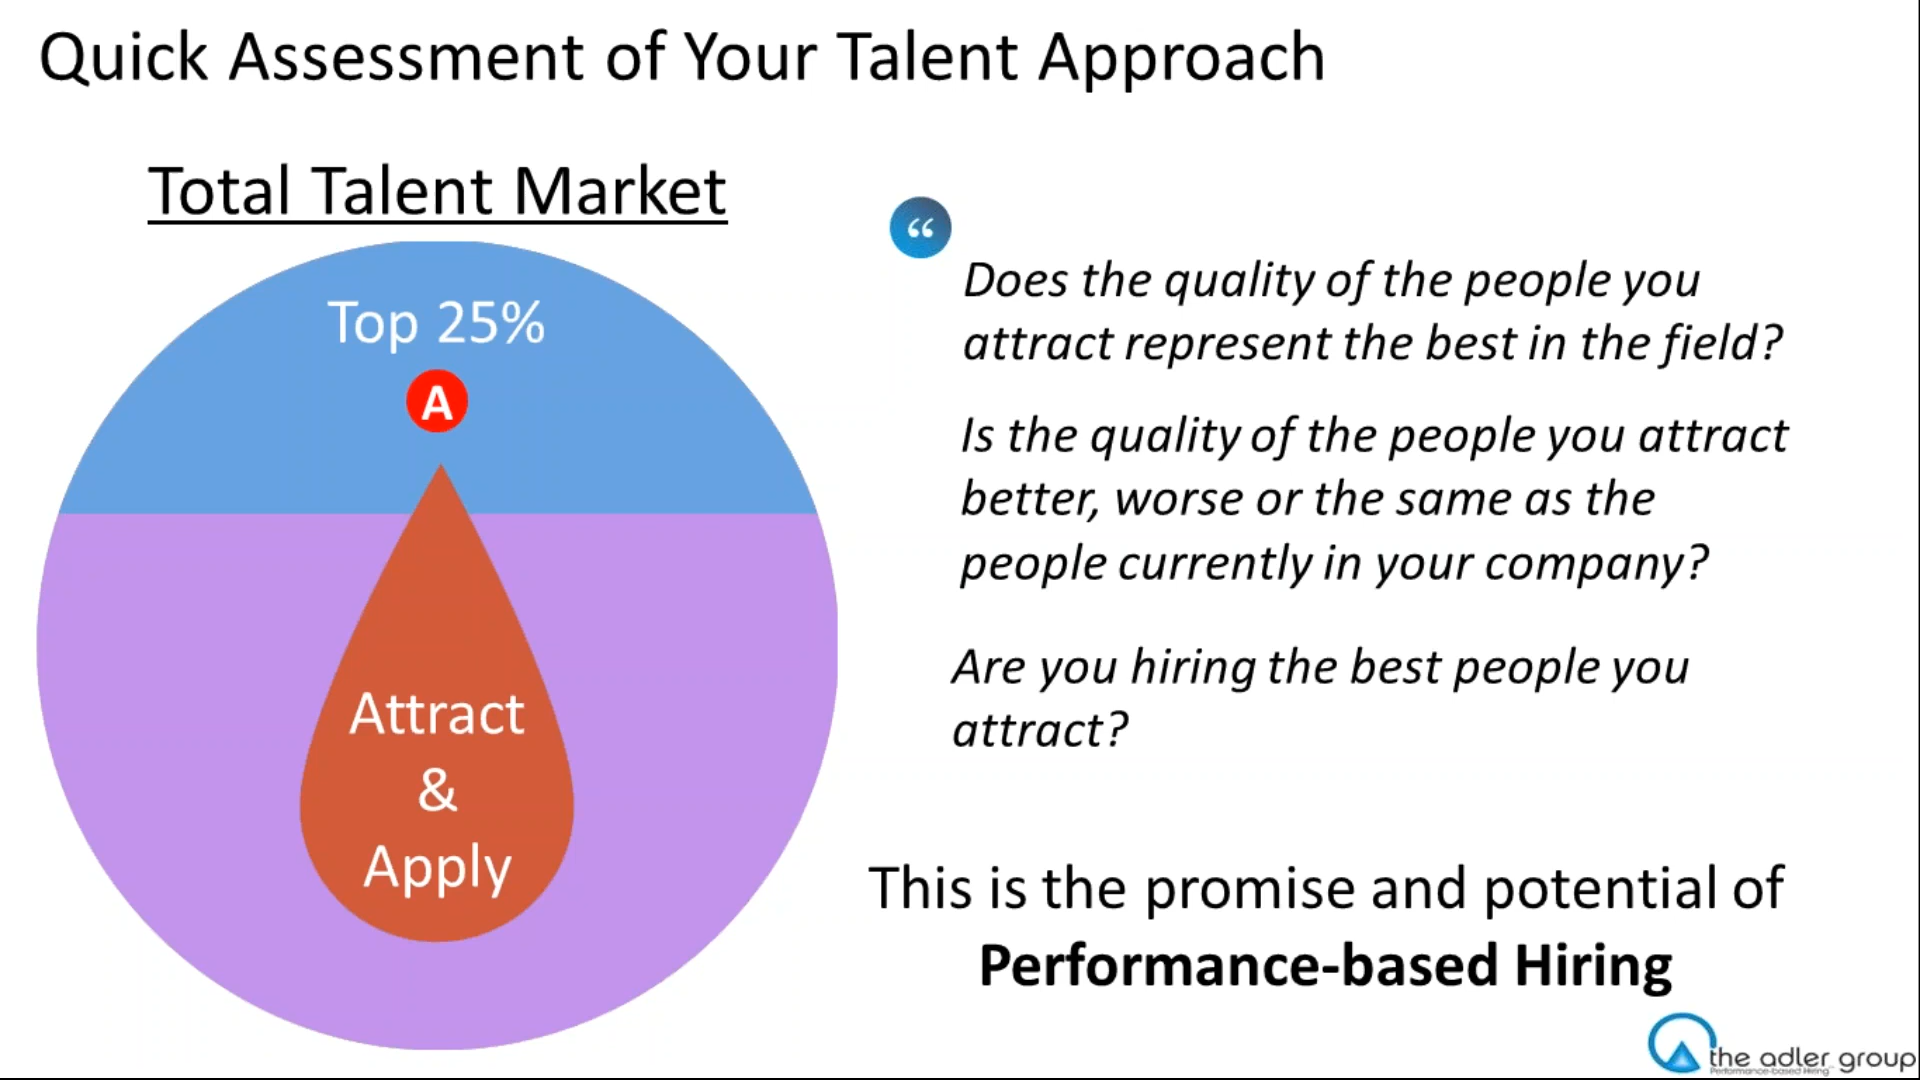 Quick Assessment of Your Talent Approach
Total Talent Market
Top 25%
A
Attract
&
Apply
“
Does the quality of the people you
attract represent the best in the field?
Is the quality of the people you attract
better, worse or the same as the
people currently in your company?
Are you hiring the best people you
attract?
This is the promise and potential of
Performance-based Hiring
the adler group
Performance-based Hiring